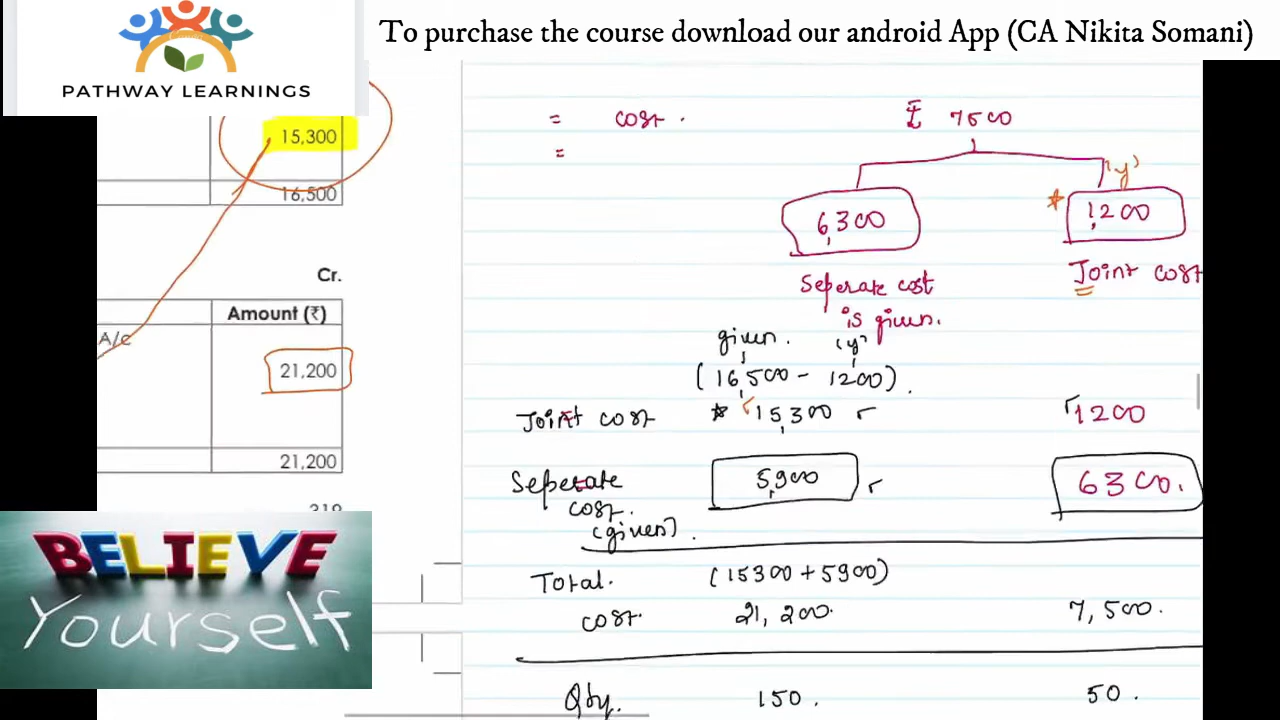 To purchase the course download our android App (CA Nikita Somani)
Career
PATHWAY LEARNINGS
15,300
16,500
Cr.
Amount (₹)
A/c
21,200
21,200
BELIEVE
Yourself
= cost. ₹ 7500
=
'y'
6,300 * 1,200
Seperate cost Joint cost
is given.
given. 'y'
(16,500 - 1200).
Joint cost * 15,300 1200
Seperate 5,900 6300.
cost.
(given).
Total. (15300 + 5900)
cost. 21,200. 7,500.
Qty. 150. 50.